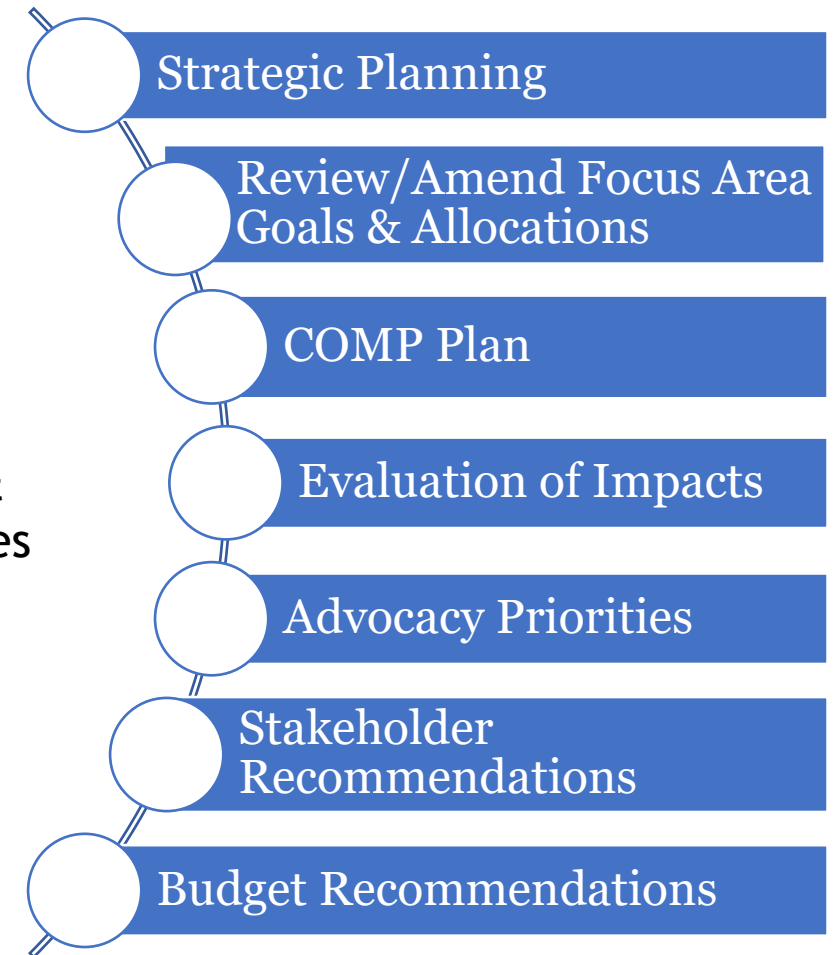 Strategic Planning
Review/Amend Focus Area
Goals & Allocations
COMP Plan
Evaluation of Impacts
Advocacy Priorities
Stakeholder
Recommendations
Budget Recommendations